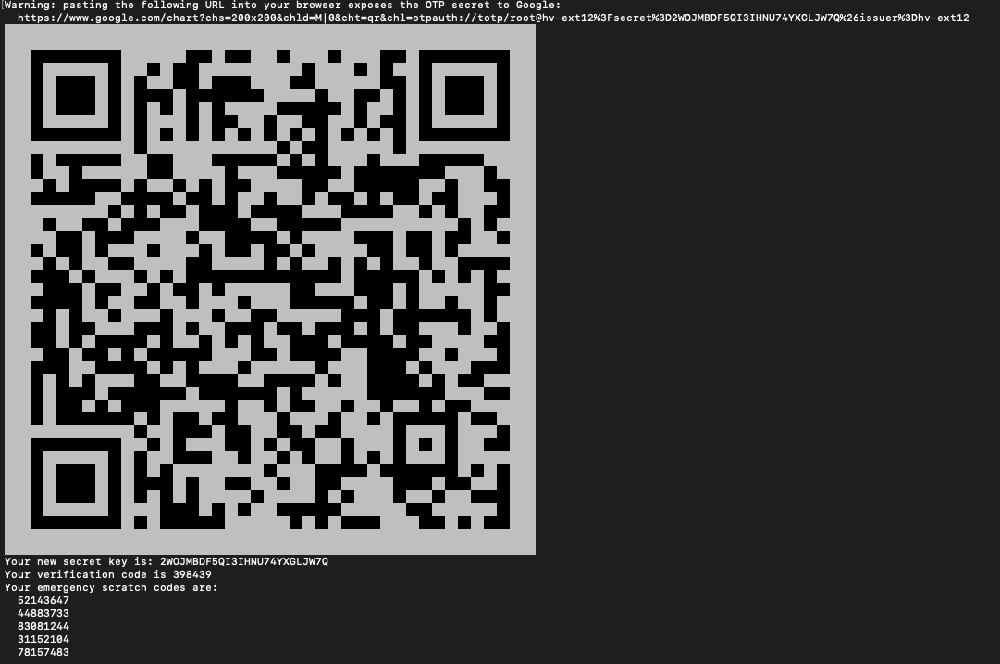 Warning: pasting the following URL into your browser exposes the OTP secret to Google:
https://www.google.com/chart?chs=200x200&chld=M|0&cht=qr&chl=otpauth://totp/root@hv-ext12%3Fsecret%3D2WOJMBDF5QI3IHNU74YXGLJW7Q%26issuer%3Dhv-ext12
Your new secret key is: 2WOJMBDF5QI3IHNU74YXGLJW7Q
Your verification code is 398439
Your emergency scratch codes are:
52143647
44883733
83081244
31152104
78157483